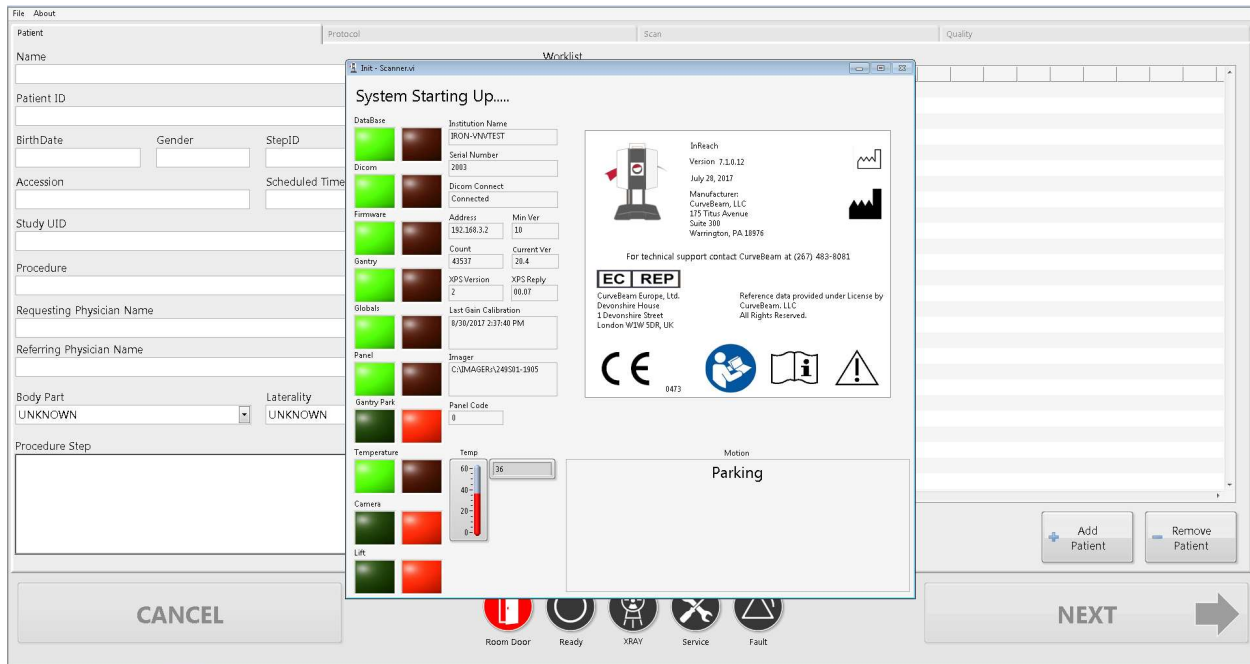 File About
Patient Protocol Scan Quality
Name
Worklist
Patient ID
BirthDate Gender StepID
Accession Scheduled Time
Study UID
Procedure
Requesting Physician Name
Referring Physician Name
Body Part Laterality
UNKNOWN UNKNOWN
Procedure Step
Init - Scanner.vi
System Starting Up.....
DataBase
Dicom
Firmware
Gantry
Globals
Panel
Gantry Park
Temperature
Camera
Lift
Institution Name
IRON-VNVTEST
Serial Number
2003
Dicom Connect
Connected
Address Min Ver
192.168.3.2 10
Count Current Ver
43537 20.4
XPS Version XPS Reply
2 00.07
Last Gain Calibration
8/30/2017 2:37:40 PM
Imager
C:\IMAGERs\249S01-1905
Panel Code
0
Temp
60
40
20
0
36
InReach
Version 7.1.0.12
July 28, 2017
Manufacturer:
CurveBeam, LLC
175 Titus Avenue
Suite 300
Warrington, PA 18976
For technical support contact CurveBeam at (267) 483-8081
EC REP
CurveBeam Europe, Ltd.
Devonshire House
1 Devonshire Street
London W1W 5DR, UK
Reference data provided under License by
CurveBeam. LLC
All Rights Reserved.
CE
0473
i
Motion
Parking
Add
Patient
Remove
Patient
CANCEL
Room Door Ready XRAY Service Fault
NEXT